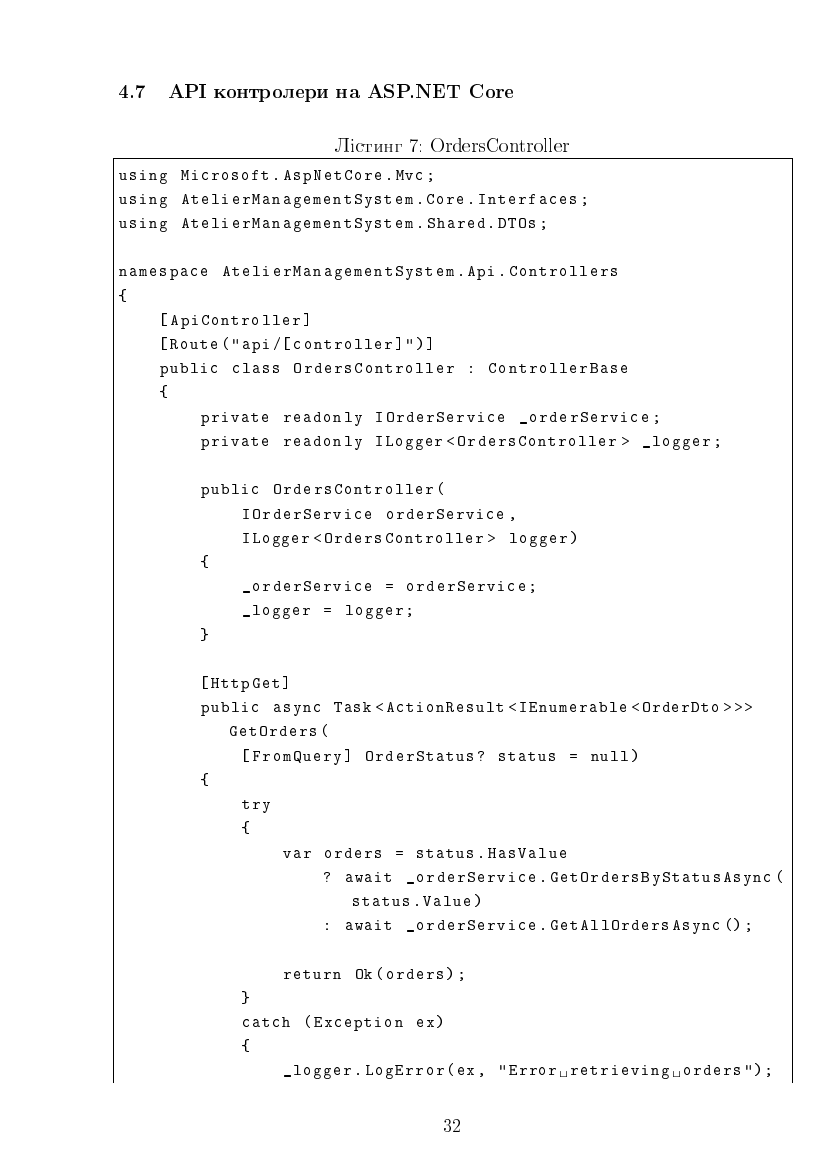 4.7 API контролери на ASP.NET Core
Лістинг 7: OrdersController
using Microsoft.AspNetCore.Mvc;
using AtelierManagementSystem.Core.Interfaces;
using AtelierManagementSystem.Shared.DTOs;

namespace AtelierManagementSystem.Api.Controllers
{
    [ApiController]
    [Route("api/[controller]")]
    public class OrdersController : ControllerBase
    {
        private readonly IOrderService _orderService;
        private readonly ILogger<OrdersController> _logger;

        public OrdersController(
            IOrderService orderService,
            ILogger<OrdersController> logger)
        {
            _orderService = orderService;
            _logger = logger;
        }

        [HttpGet]
        public async Task<ActionResult<IEnumerable<OrderDto>>>
           GetOrders(
            [FromQuery] OrderStatus? status = null)
        {
            try
            {
                var orders = status.HasValue
                    ? await _orderService.GetOrdersByStatusAsync(
                       status.Value)
                    : await _orderService.GetAllOrdersAsync();

                return Ok(orders);
            }
            catch (Exception ex)
            {
                _logger.LogError(ex, "Error␣retrieving␣orders");
32